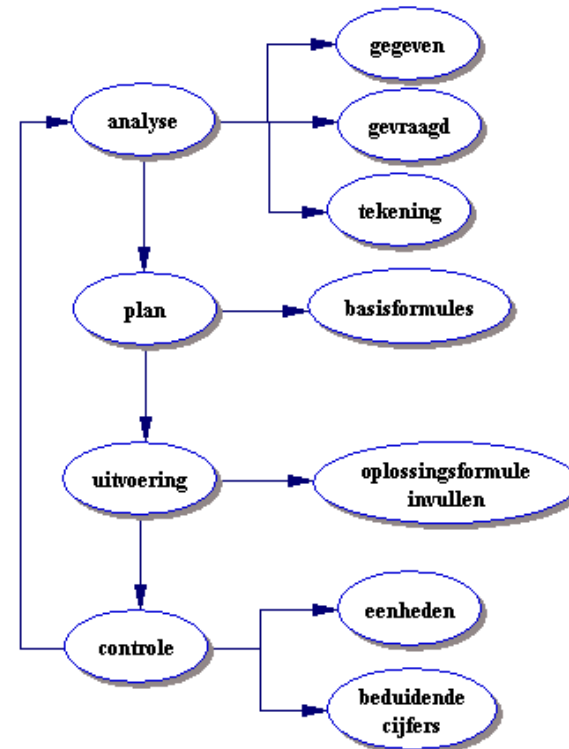 gegeven
analyse
gevraagd
tekening
plan
basisformules
uitvoering
oplossingsformule
invullen
eenheden
controle
beduidende
cijfers